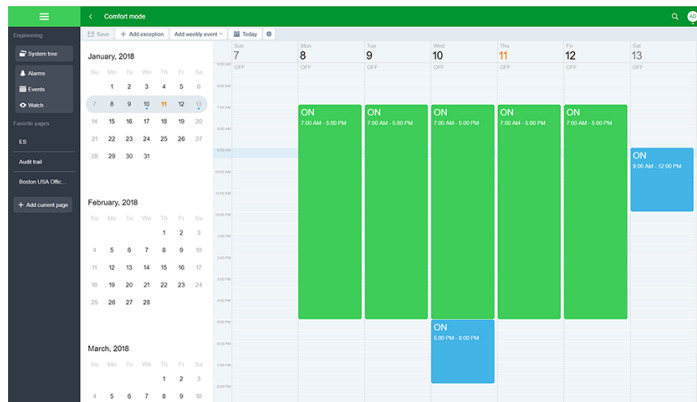 Comfort mode
AD
Engineering
System tree
Alarms
Events
Watch
Favorite pages
ES
Audit trail
Boston USA Offic...
+ Add current page
Save + Add exception Add weekly event Today
January, 2018
Su Mo Tu We Th Fr Sa
1 2 3 4 5 6
7 8 9 10 11 12 13
14 15 16 17 18 19 20
21 22 23 24 25 26 27
28 29 30 31
February, 2018
Su Mo Tu We Th Fr Sa
1 2 3
4 5 6 7 8 9 10
11 12 13 14 15 16 17
18 19 20 21 22 23 24
25 26 27 28
March, 2018
Su Mo Tu We Th Fr Sa
1 2 3
4 5 6 7 8 9 10
Sun Mon Tue Wed Thu Fri Sat
7 8 9 10 11 12 13
OFF OFF OFF OFF OFF OFF OFF
ON
7:00 AM - 5:00 PM
ON
7:00 AM - 5:00 PM
ON
7:00 AM - 5:00 PM
ON
7:00 AM - 5:00 PM
ON
7:00 AM - 5:00 PM
ON
9:00 AM - 12:00 PM
ON
5:00 PM - 8:00 PM